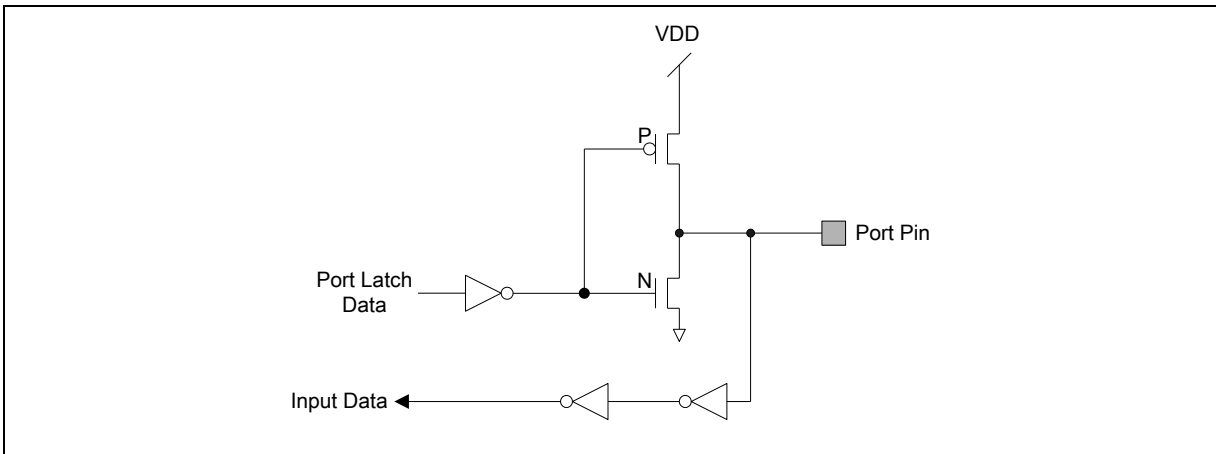 VDD
P
Port Pin
N
Port Latch
Data
Input Data